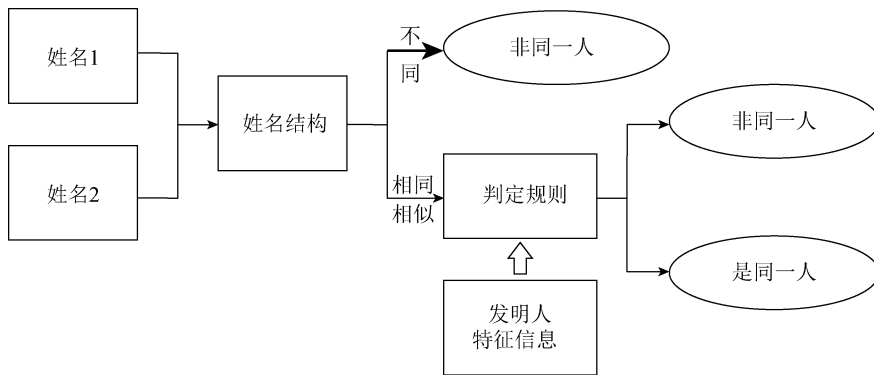 姓名1
姓名2
姓名结构
不
同
相同
相似
非同一人
判定规则
发明人
特征信息
非同一人
是同一人